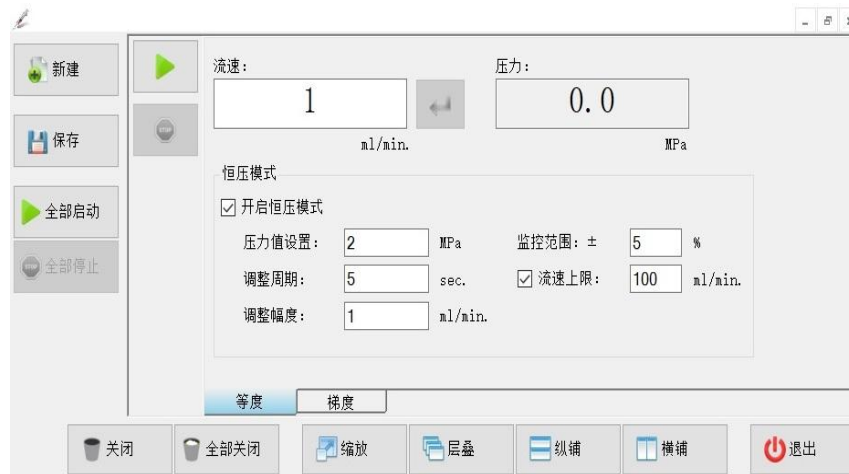 新建
保存
全部启动
STOP 全部停止
STOP
流速: 压力:
1 0.0
ml/min. MPa
恒压模式
开启恒压模式
压力值设置: 2 MPa 监控范围: ± 5 %
调整周期: 5 sec. 流速上限: 100 ml/min.
调整幅度: 1 ml/min.
等度 梯度
关闭 全部关闭 缩放 层叠 纵铺 横铺 退出